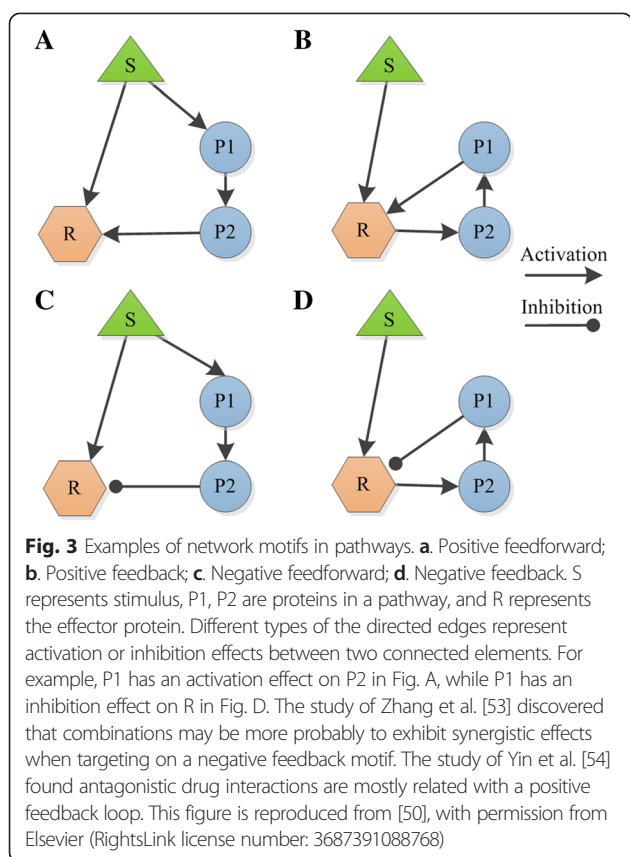 A
B
S
S
P1
P1
R
P2
R
P2
Activation
Inhibition
C
D
S
S
P1
P1
R
P2
R
P2
Fig. 3 Examples of network motifs in pathways. a. Positive feedforward;
b. Positive feedback; c. Negative feedforward; d. Negative feedback. S
represents stimulus, P1, P2 are proteins in a pathway, and R represents
the effector protein. Different types of the directed edges represent
activation or inhibition effects between two connected elements. For
example, P1 has an activation effect on P2 in Fig. A, while P1 has an
inhibition effect on R in Fig. D. The study of Zhang et al. [53] discovered
that combinations may be more probably to exhibit synergistic effects
when targeting on a negative feedback motif. The study of Yin et al. [54]
found antagonistic drug interactions are mostly related with a positive
feedback loop. This figure is reproduced from [50], with permission from
Elsevier (RightsLink license number: 3687391088768)